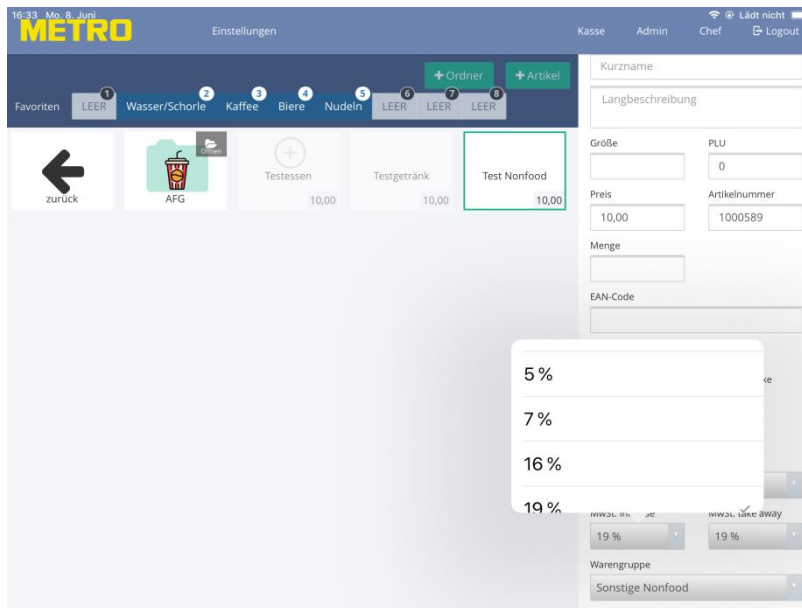 16:33 Mo. 8. Juni
Lädt nicht
METRO
Einstellungen
Kasse Admin Chef Logout
+ Ordner + Artikel
Favoriten LEER 1 Wasser/Schorle 2 Kaffee 3 Biere 4 Nudeln 5 LEER 6 LEER 7 LEER 8
zurück
Öffnen
AFG
Testessen
10,00
Testgetränk
10,00
Test Nonfood
10,00
Kurzname
Langbeschreibung
Größe PLU
0
Preis Artikelnummer
10,00 1000589
Menge
EAN-Code
5 %
7 %
16 %
19 %
take away
19 % 19 %
Warengruppe
Sonstige Nonfood